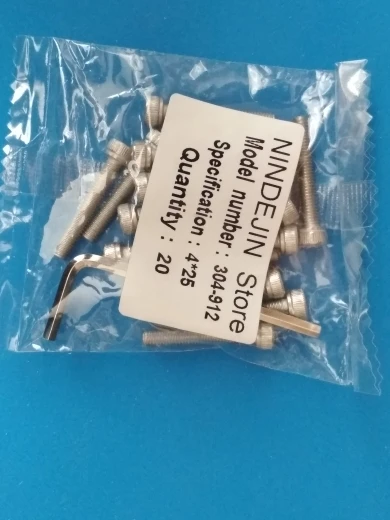 NINDEJIN Store
Model number : 304-912
Specification : 4*25
Quantity : 20